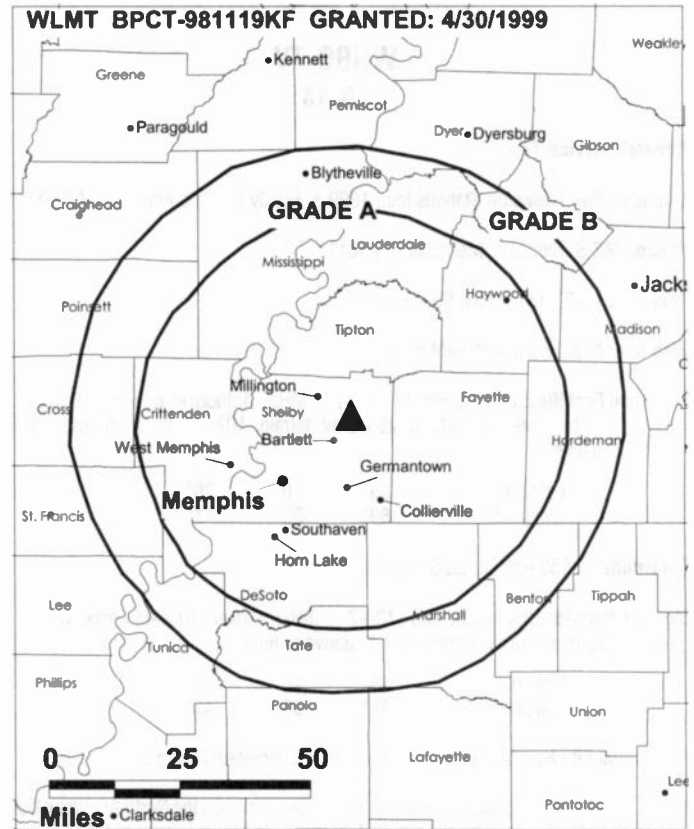 WLMT BPCT-981119KF GRANTED: 4/30/1999
Weakley
Kennett
Greene
Pemiscot
Paragould
Dyer Dyersburg
Gibson
Blytheville
Craighead
GRADE A
GRADE B
Lauderdale
Mississippi
Haywood
Jack
Poinsett
Madison
Tipton
Millington
Fayette
Cross
Crittenden
Shelby
Bartlett
Hardeman
West Memphis
Germantown
Memphis
Collierville
St. Francis
Southaven
Horn Lake
DeSoto
Benton
Tippah
Lee
Marshall
Tunica
Tate
Phillips
Panola
Union
0 25 50
Lafayette
Lee
Pontotoc
Miles Clarksdale